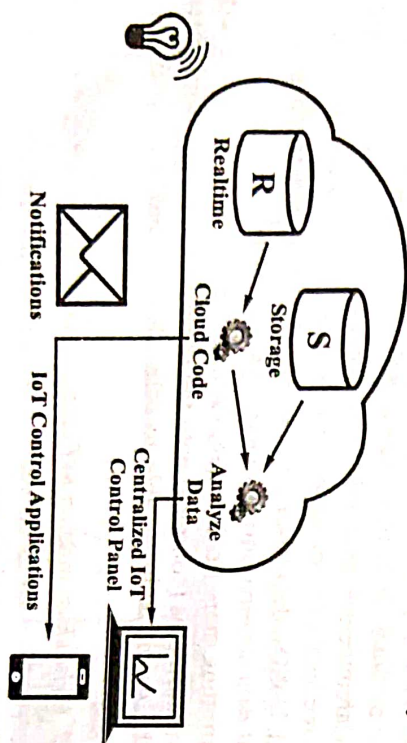 R
Realtime
S
Storage
Cloud Code
Analyze
Data
Centralized IoT
Control Panel
Notifications
IoT Control Applications